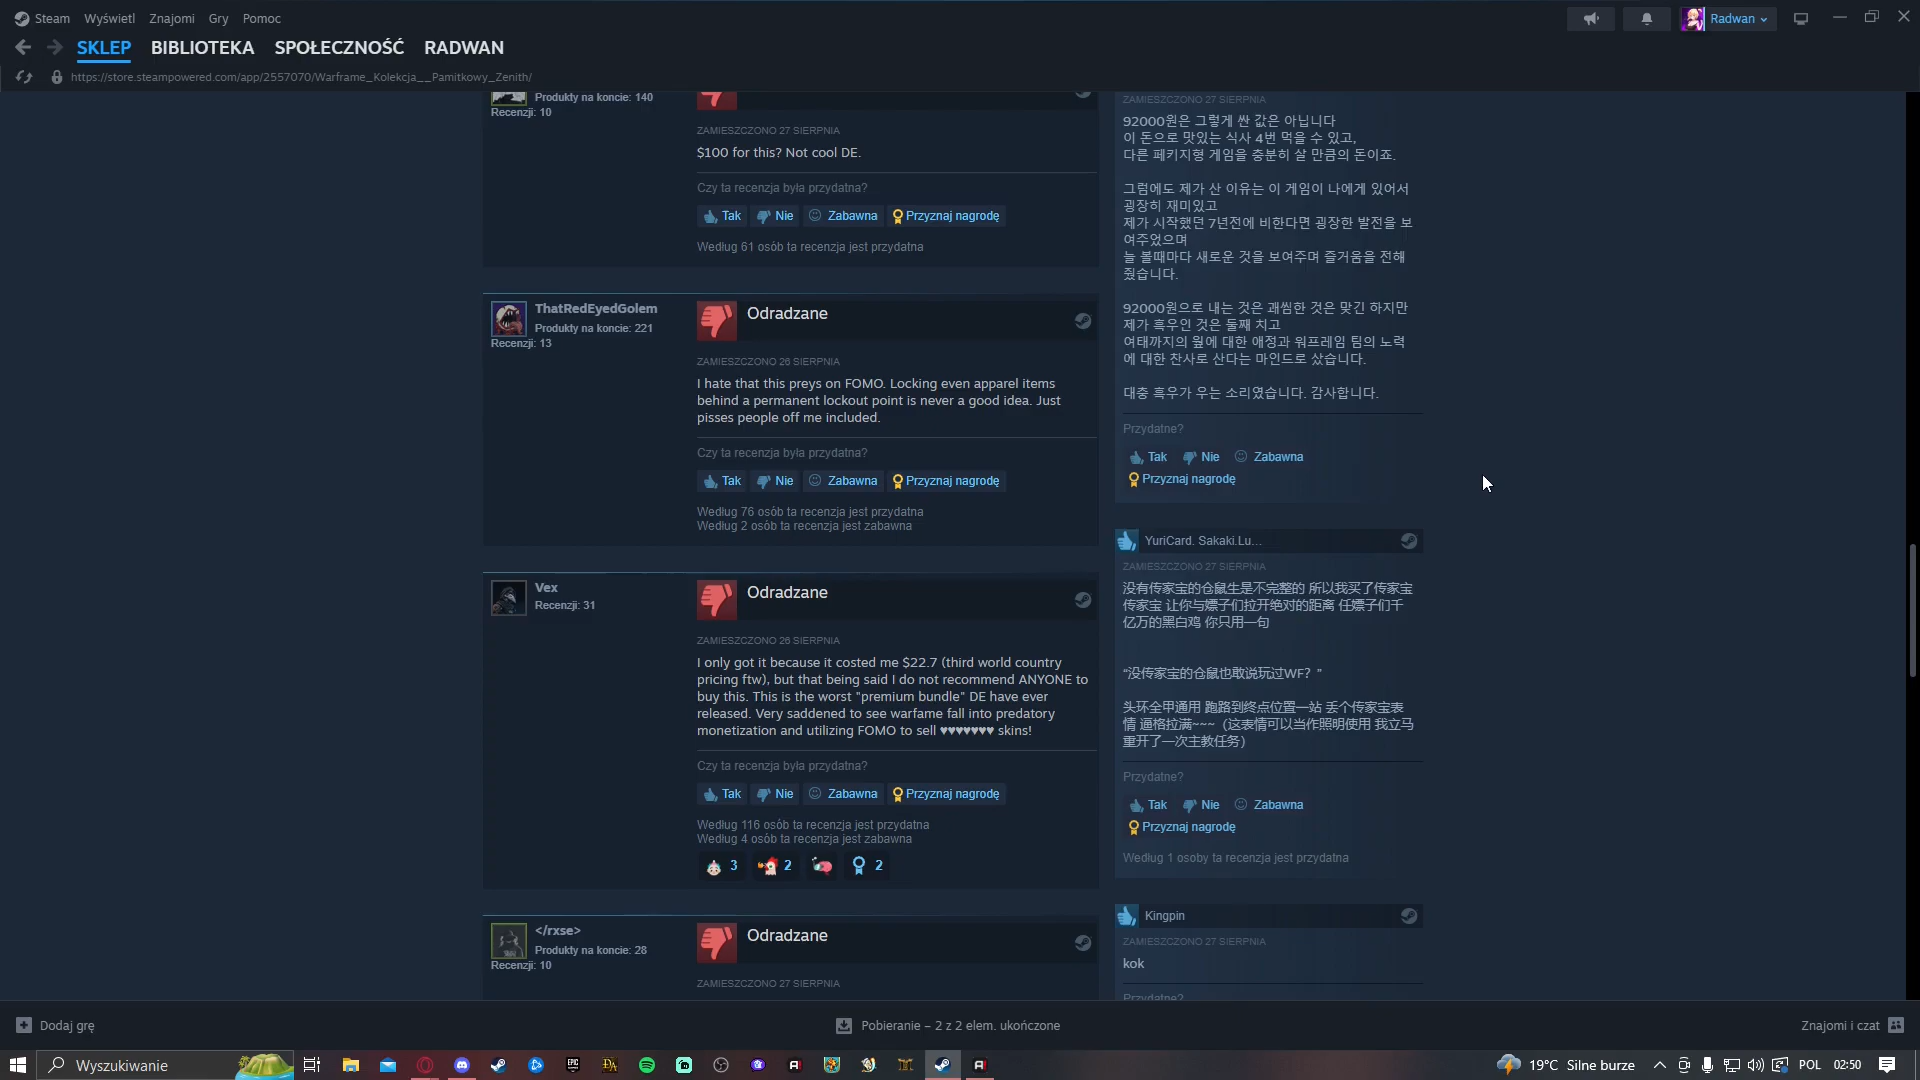 Steam
Wyświetl
Znajomi
Gry
Pomoc
Radwan
SKLEP
BIBLIOTEKA
SPOŁECZNOŚĆ
RADWAN
https://store.steampowered.com/app/2557070/Warframe_Kolekcja__Pamitkowy_Zenith/
Produkty na koncie: 140
Recenzji: 10
ZAMIESZCZONO 27 SIERPNIA
$100 for this? Not cool DE.
Czy ta recenzja była przydatna?
Tak
Nie
Zabawna
Przyznaj nagrodę
Według 61 osób ta recenzja jest przydatna
ThatRedEyedGolem
Produkty na koncie: 221
Recenzji: 13
Odradzane
ZAMIESZCZONO 26 SIERPNIA
I hate that this preys on FOMO. Locking even apparel items
behind a permanent lockout point is never a good idea. Just
pisses people off me included.
Czy ta recenzja była przydatna?
Tak
Nie
Zabawna
Przyznaj nagrodę
Według 76 osób ta recenzja jest przydatna
Według 2 osób ta recenzja jest zabawna
Vex
Recenzji: 31
Odradzane
ZAMIESZCZONO 26 SIERPNIA
I only got it because it costed me $22.7 (third world country
pricing ftw), but that being said I do not recommend ANYONE to
buy this. This is the worst "premium bundle" DE have ever
released. Very saddened to see warfame fall into predatory
monetization and utilizing FOMO to sell ♥♥♥♥♥♥♥ skins!
Czy ta recenzja była przydatna?
Tak
Nie
Zabawna
Przyznaj nagrodę
Według 116 osób ta recenzja jest przydatna
Według 4 osób ta recenzja jest zabawna
3
2
2
</rxse>
Produkty na koncie: 28
Recenzji: 10
Odradzane
ZAMIESZCZONO 27 SIERPNIA
ZAMIESZCZONO 27 SIERPNIA
92000원은 그렇게 싼 값은 아닙니다
이 돈으로 맛있는 식사 4번 먹을 수 있고,
다른 페키지형 게임을 충분히 살 만큼의 돈이죠.
그럼에도 제가 산 이유는 이 게임이 나에게 있어서
굉장히 재미있고
제가 시작했던 7년전에 비한다면 굉장한 발전을 보
여주었으며
늘 볼때마다 새로운 것을 보여주며 즐거움을 전해
줬습니다.
92000원으로 내는 것은 괘씸한 것은 맞긴 하지만
제가 흑우인 것은 둘째 치고
여태까지의 웦에 대한 애정과 워프레임 팀의 노력
에 대한 찬사로 산다는 마인드로 샀습니다.
대충 흑우가 우는 소리였습니다. 감사합니다.
Przydatne?
Tak
Nie
Zabawna
Przyznaj nagrodę
YuriCard. Sakaki.Lu...
ZAMIESZCZONO 27 SIERPNIA
没有传家宝的仓鼠生是不完整的 所以我买了传家宝
传家宝 让你与嫖子们拉开绝对的距离 任嫖子们千
亿万的黑白鸡 你只用一句
“没传家宝的仓鼠也敢说玩过WF？”
头环全甲通用 跑路到终点位置一站 丢个传家宝表
情 逼格拉满~~~（这表情可以当作照明使用 我立马
重开了一次主教任务）
Przydatne?
Tak
Nie
Zabawna
Przyznaj nagrodę
Według 1 osoby ta recenzja jest przydatna
Kingpin
ZAMIESZCZONO 27 SIERPNIA
kok
Przydatne?
Dodaj grę
Pobieranie – 2 z 2 elem. ukończone
Znajomi i czat
Wyszukiwanie
EPIC
19°C
Silne burze
POL
02:50